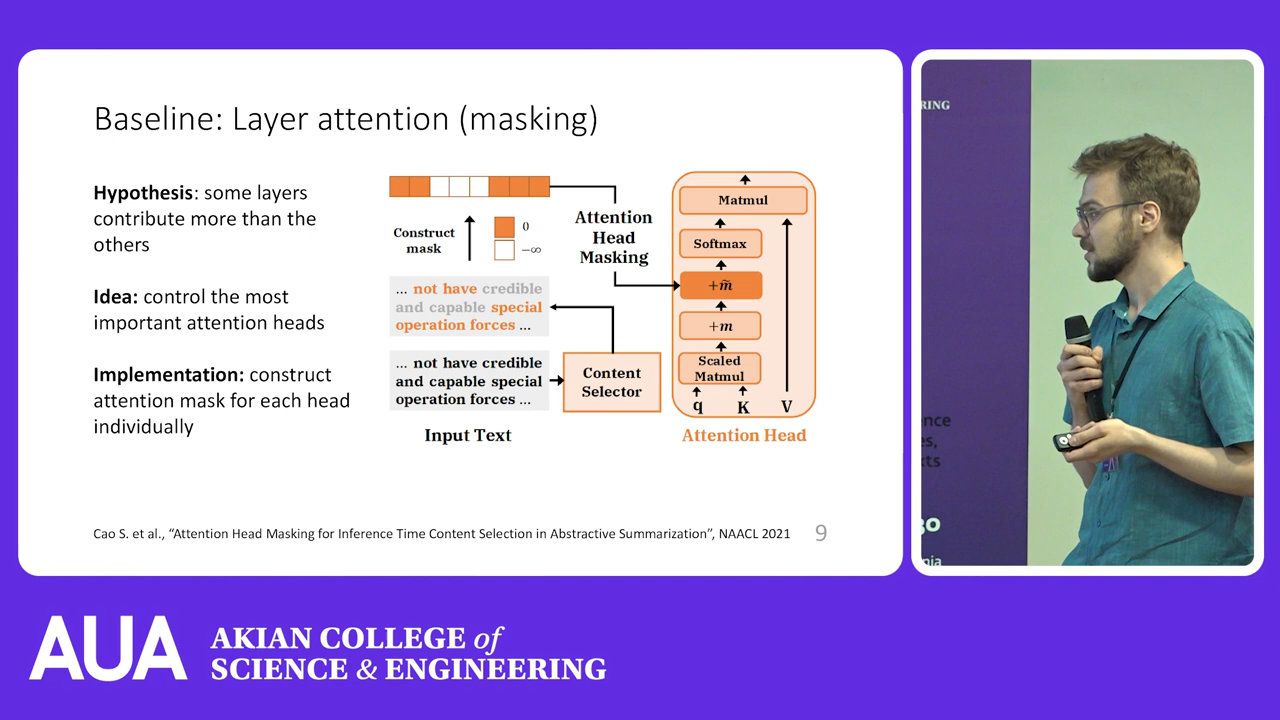 Baseline: Layer attention (masking)
Hypothesis: some layers
contribute more than the
others
Idea: control the most
important attention heads
Implementation: construct
attention mask for each head
individually
Construct
mask
0
−∞
Attention
Head
Masking
... not have credible
and capable special
operation forces ...
... not have credible
and capable special
operation forces ...
Input Text
Content
Selector
Matmul
Softmax
+m̃
+m
Scaled
Matmul
q K V
Attention Head
Cao S. et al., “Attention Head Masking for Inference Time Content Selection in Abstractive Summarization”, NAACL 2021
9
RING
AUA
AKIAN COLLEGE of
SCIENCE & ENGINEERING